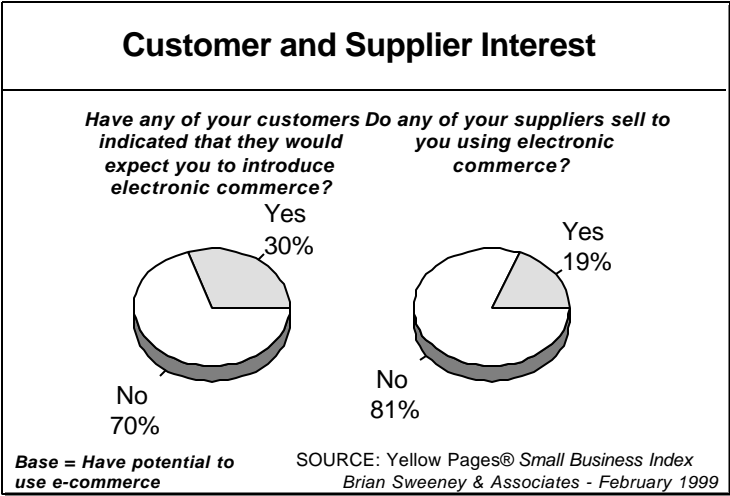 Customer and Supplier Interest
Have any of your customers
indicated that they would
expect you to introduce
electronic commerce?
Yes
30%
No
70%
Do any of your suppliers sell to
you using electronic
commerce?
Yes
19%
No
81%
Base = Have potential to
use e-commerce
SOURCE: Yellow Pages® Small Business Index
Brian Sweeney & Associates - February 1999